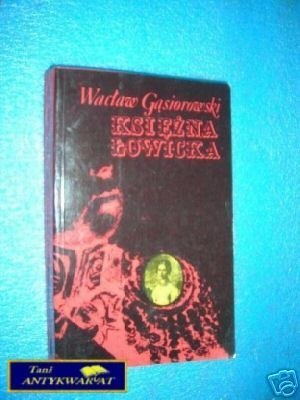 Wacław Gąsiorowski
KSIĘŻNA
ŁOWICKA
Tani
ANTYKWARIAT